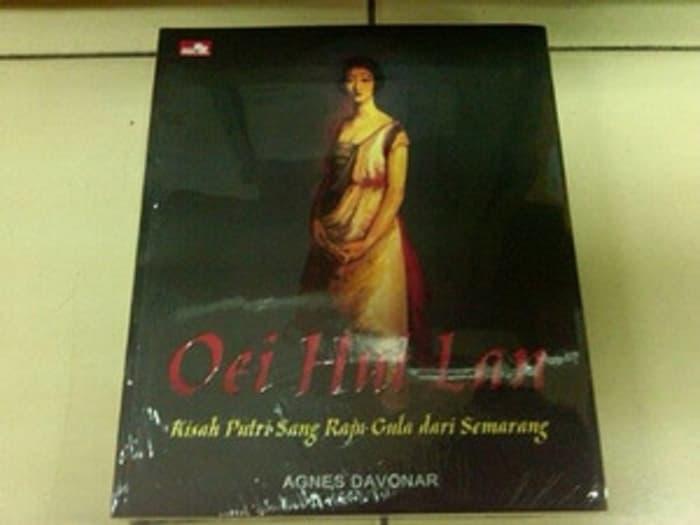 Oei Hui Lan
Kisah Putri Sang Raja Gula dari Semarang
AGNES DAVONAR